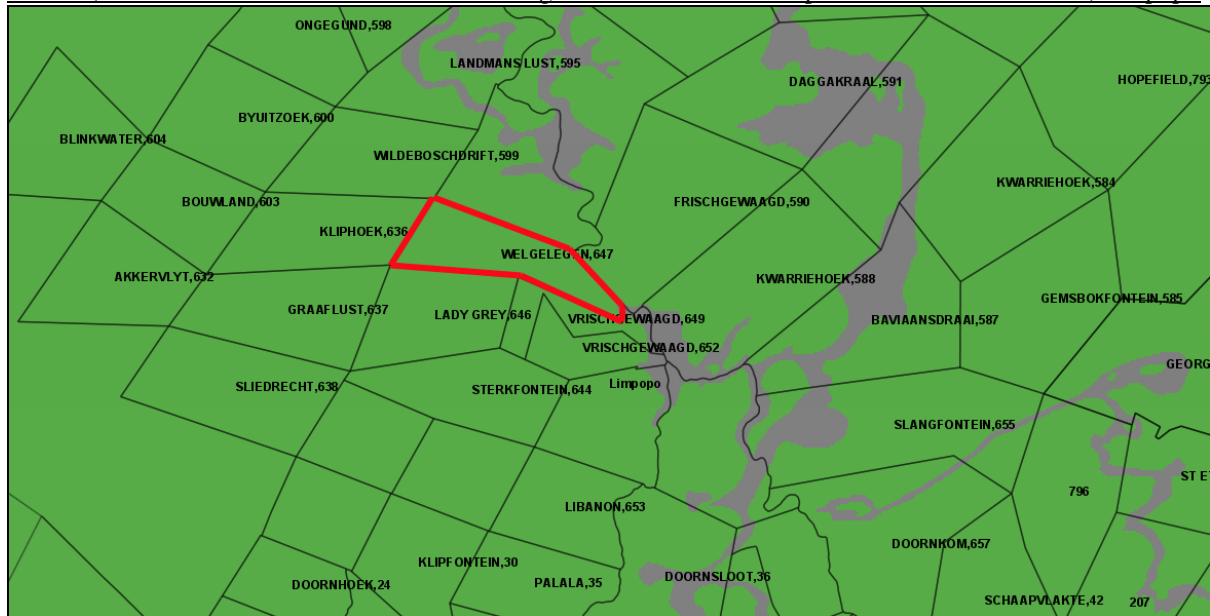 ONGEGUND,598
LANDMANS LUST,595
DAGGAKRAAL,591
HOPEFIELD,793
BYUITZOEK,600
BLINKWATER,604
WILDEBOSCHDRIFT,599
KWARRIEHOEK,584
BOUWLAND,603
FRISCHGEWAAGD,590
KLIPHOEK,636
WELGELEGEN,647
AKKERVLYT,632
KWARRIEHOEK,588
GEMSBOKFONTEIN,585
GRAAFLUST,637
LADY GREY,646
VRISCHGEWAAGD,649
BAVIAANSDRAAI,587
VRISCHGEWAAGD,652
GEORG
SLIEDRECHT,638
STERKFONTEIN,644
Limpopo
SLANGFONTEIN,655
ST E
796
LIBANON,653
DOORNKOM,657
KLIPFONTEIN,30
DOORNHOEK,24
PALALA,35
DOORNSLOOT,36
SCHAAPVLAKTE,42
207